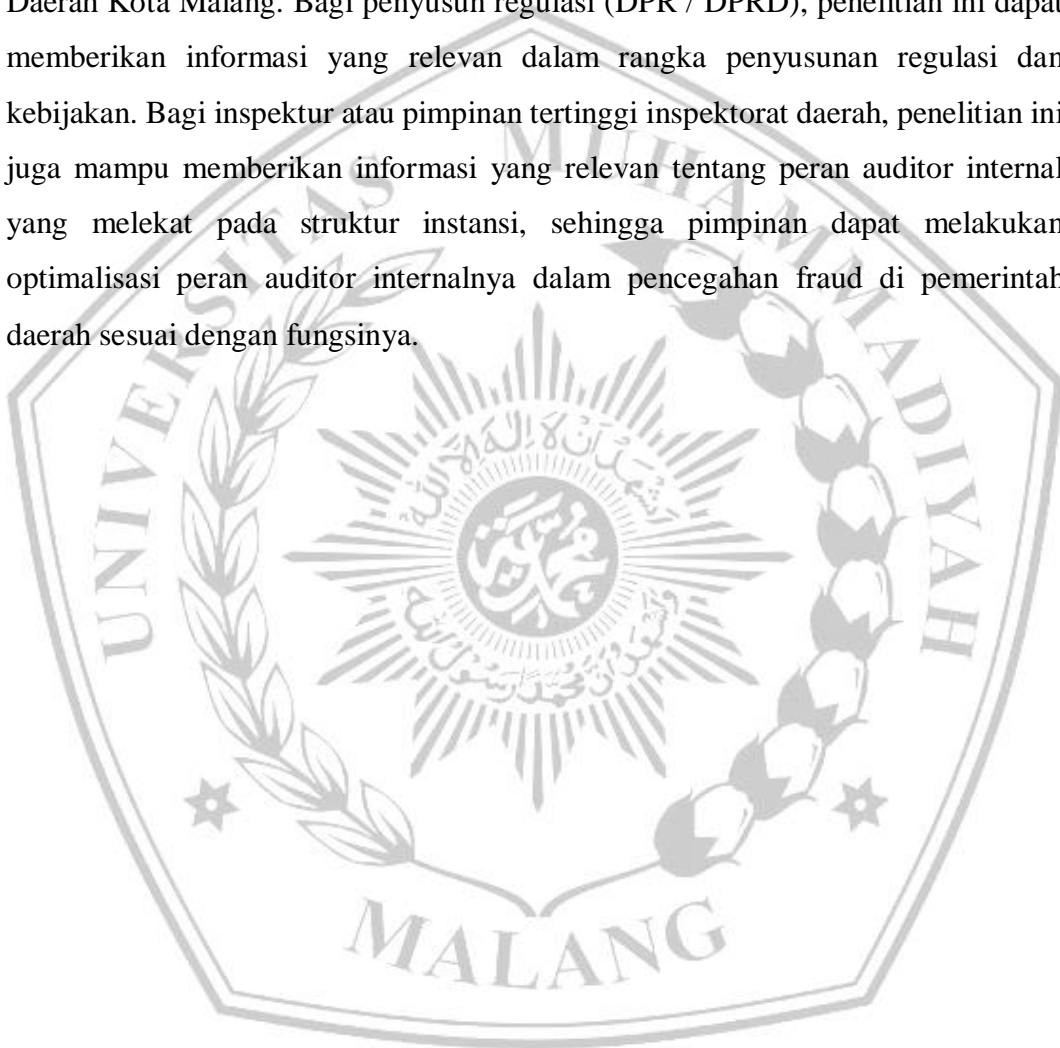 Daerah Kota Malang. Bagi penyusun regulasi (DPR / DPRD), penelitian ini dapat
memberikan informasi yang relevan dalam rangka penyusunan regulasi dan
kebijakan. Bagi inspektur atau pimpinan tertinggi inspektorat daerah, penelitian ini
juga mampu memberikan informasi yang relevan tentang peran auditor internal
yang melekat pada struktur instansi, sehingga pimpinan dapat melakukan
optimalisasi peran auditor internalnya dalam pencegahan fraud di pemerintah
daerah sesuai dengan fungsinya.
UNIVERSITAS MUHAMMADIYAH
MALANG